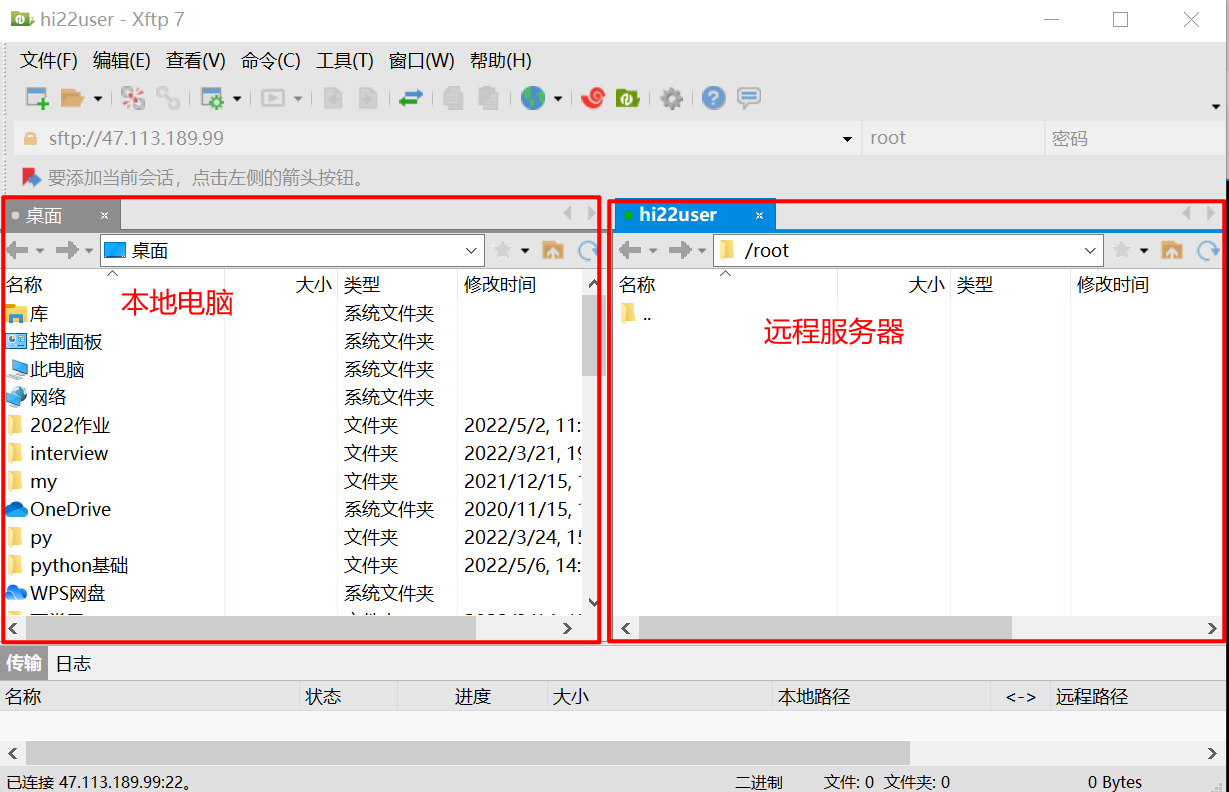 hi22user - Xftp 7
文件(F) 编辑(E) 查看(V) 命令(C) 工具(T) 窗口(W) 帮助(H)
sftp://47.113.189.99 root 密码
要添加当前会话，点击左侧的箭头按钮。
桌面
桌面
名称 大小 类型 修改时间
本地电脑
库 系统文件夹
控制面板 系统文件夹
此电脑 系统文件夹
网络 系统文件夹
2022作业 文件夹 2022/5/2, 11:
interview 文件夹 2022/3/21, 19
my 文件夹 2021/12/15,
OneDrive 系统文件夹 2020/11/15,
py 文件夹 2022/3/24, 15
python基础 文件夹 2022/5/6, 14:
WPS网盘 系统文件夹
hi22user
/root
名称 大小 类型 修改时间
..
远程服务器
传输 日志
名称 状态 进度 大小 本地路径 <-> 远程路径
已连接 47.113.189.99:22。 二进制 文件: 0 文件夹: 0 0 Bytes